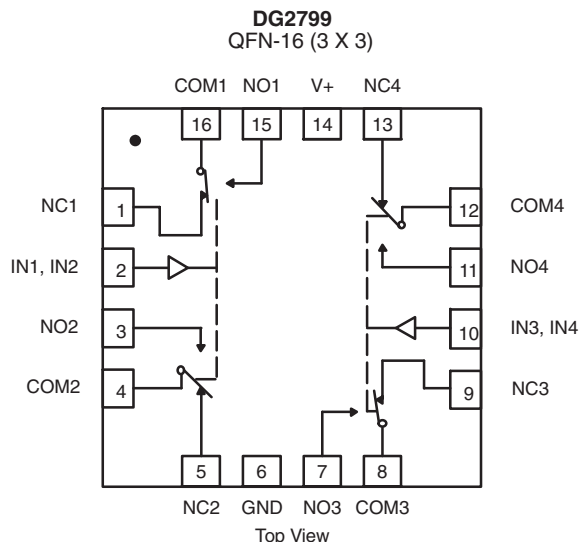 DG2799
QFN-16 (3 X 3)
COM1 NO1 V+ NC4
16 15 14 13
NC1 1 12 COM4
IN1, IN2 2 11 NO4
NO2 3 10 IN3, IN4
COM2 4 9 NC3
5 6 7 8
NC2 GND NO3 COM3
Top View